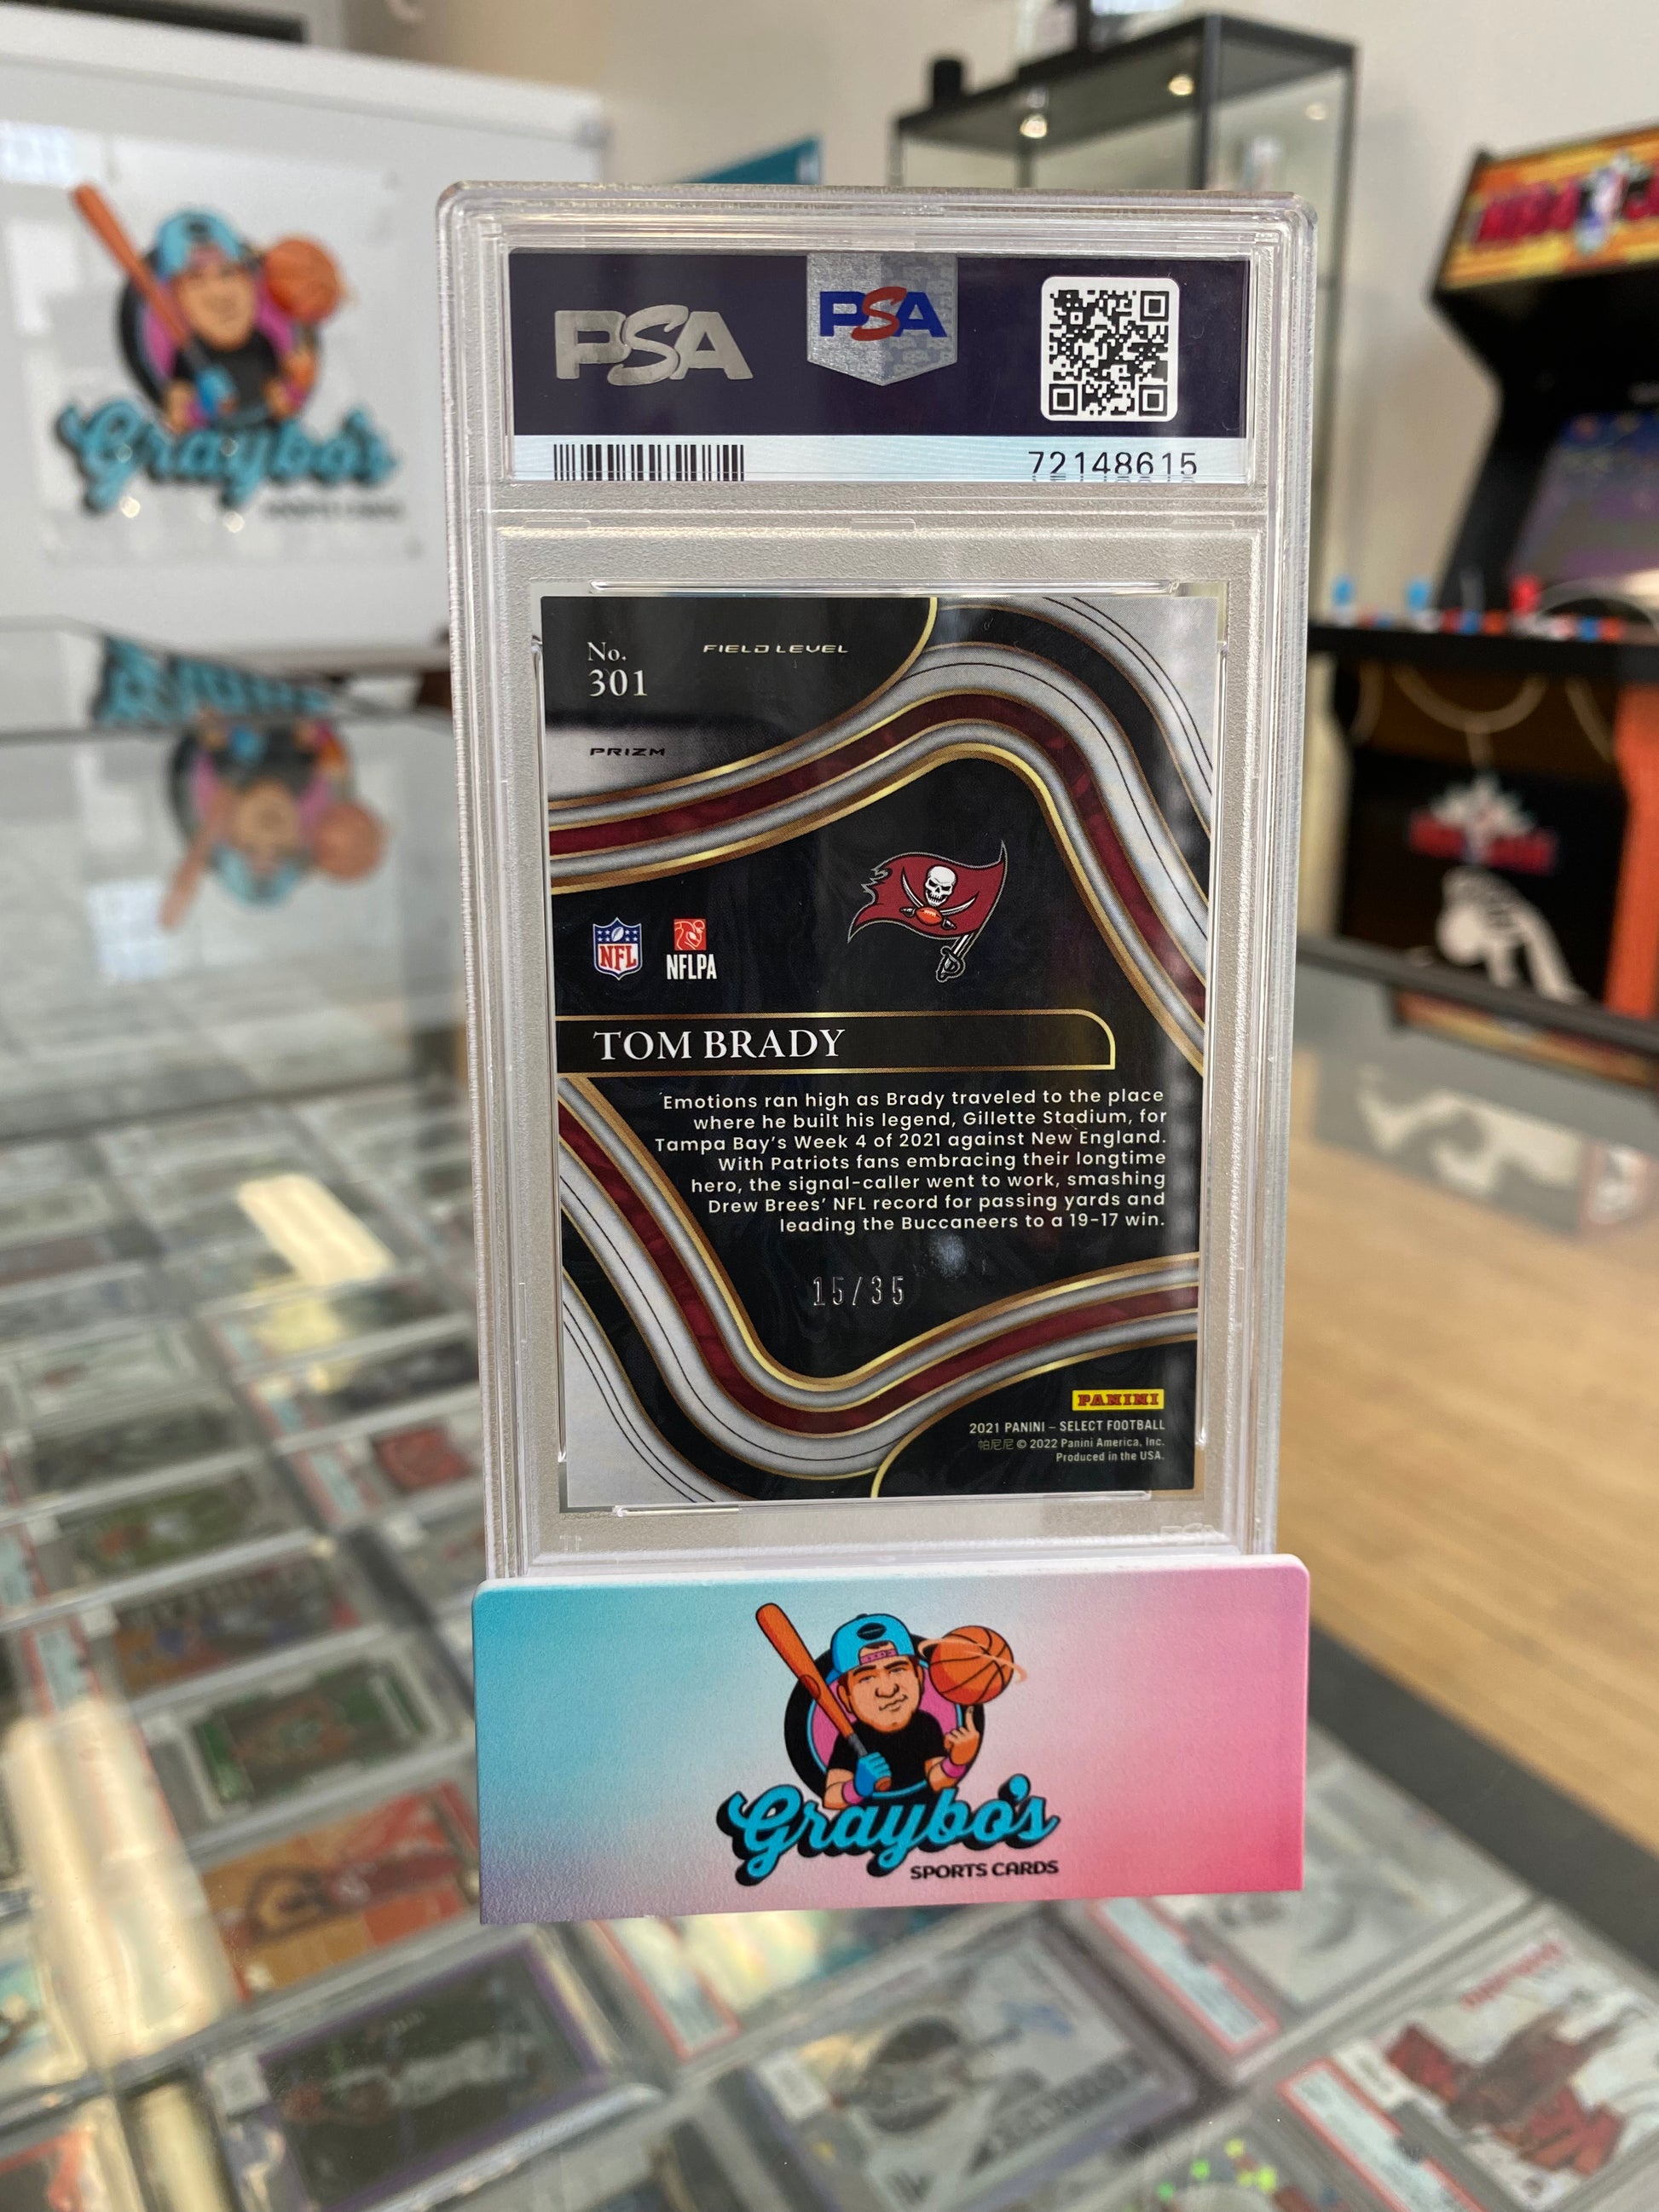 Graybo's
PSA
PSA
72148615
No.
301
FIELD LEVEL
PRIZM
NFL
NFLPA
TOM BRADY
Emotions ran high as Brady traveled to the place
where he built his legend, Gillette Stadium, for
Tampa Bay's Week 4 of 2021 against New England.
With Patriots fans embracing their longtime
hero, the signal-caller went to work, smashing
Drew Brees' NFL record for passing yards and
leading the Buccaneers to a 19-17 win.
15/35
PANINI
2021 PANINI – SELECT FOOTBALL
帕尼尼 © 2022 Panini America, Inc.
Produced in the USA.
Graybo's
SPORTS CARDS